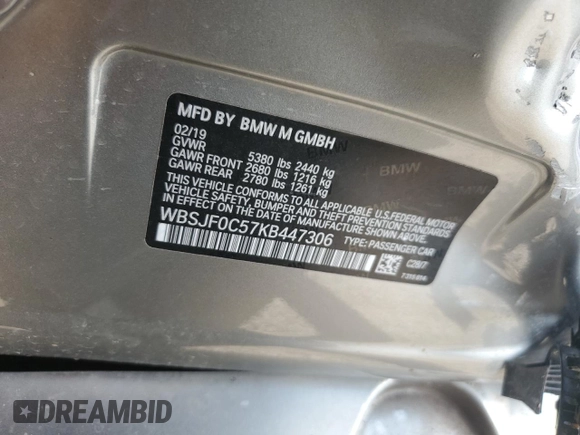 MFD BY BMW M GMBH
02/19
GVWR 5380 lbs 2440 kg
GAWR FRONT 2680 lbs 1216 kg
GAWR REAR 2780 lbs 1261 kg
THIS VEHICLE CONFORMS TO ALL APPLICABLE U.S. FEDERAL MOTOR
VEHICLE SAFETY, BUMPER AND THEFT PREVENTION STANDARDS
IN EFFECT ON THE DATE OF MANUFACTURE SHOWN ABOVE.
WBSJF0C57KB447306 TYPE: PASSENGER CAR
BMW
DREAMBID